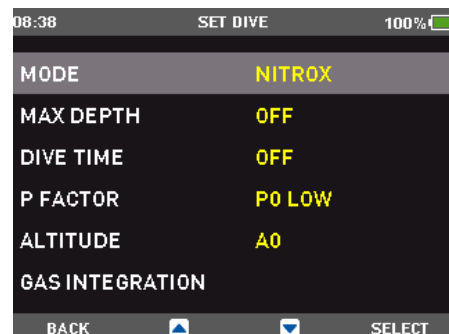 08:38 SET DIVE 100%
MODE NITROX
MAX DEPTH OFF
DIVE TIME OFF
P FACTOR P0 LOW
ALTITUDE A0
GAS INTEGRATION
BACK SELECT